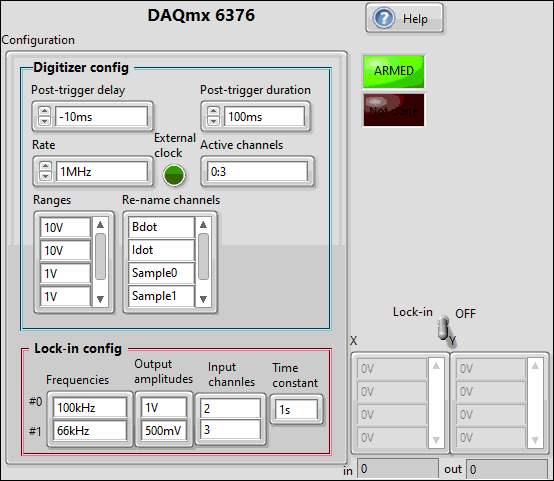 DAQmx 6376
Help
Configuration
ARMED
Digitizer config
Post-trigger delay
Post-trigger duration
-10ms
100ms
Rate
External clock
Active channels
1MHz
0:3
Ranges
Re-name channels
10V
Bdot
10V
Idot
1V
Sample0
1V
Sample1
Lock-in
OFF
X
Y
0V
0V
0V
0V
0V
0V
0V
0V
Lock-in config
Frequencies
Output amplitudes
Input channles
Time constant
#0
100kHz
1V
2
1s
#1
66kHz
500mV
3
in
0
out
0